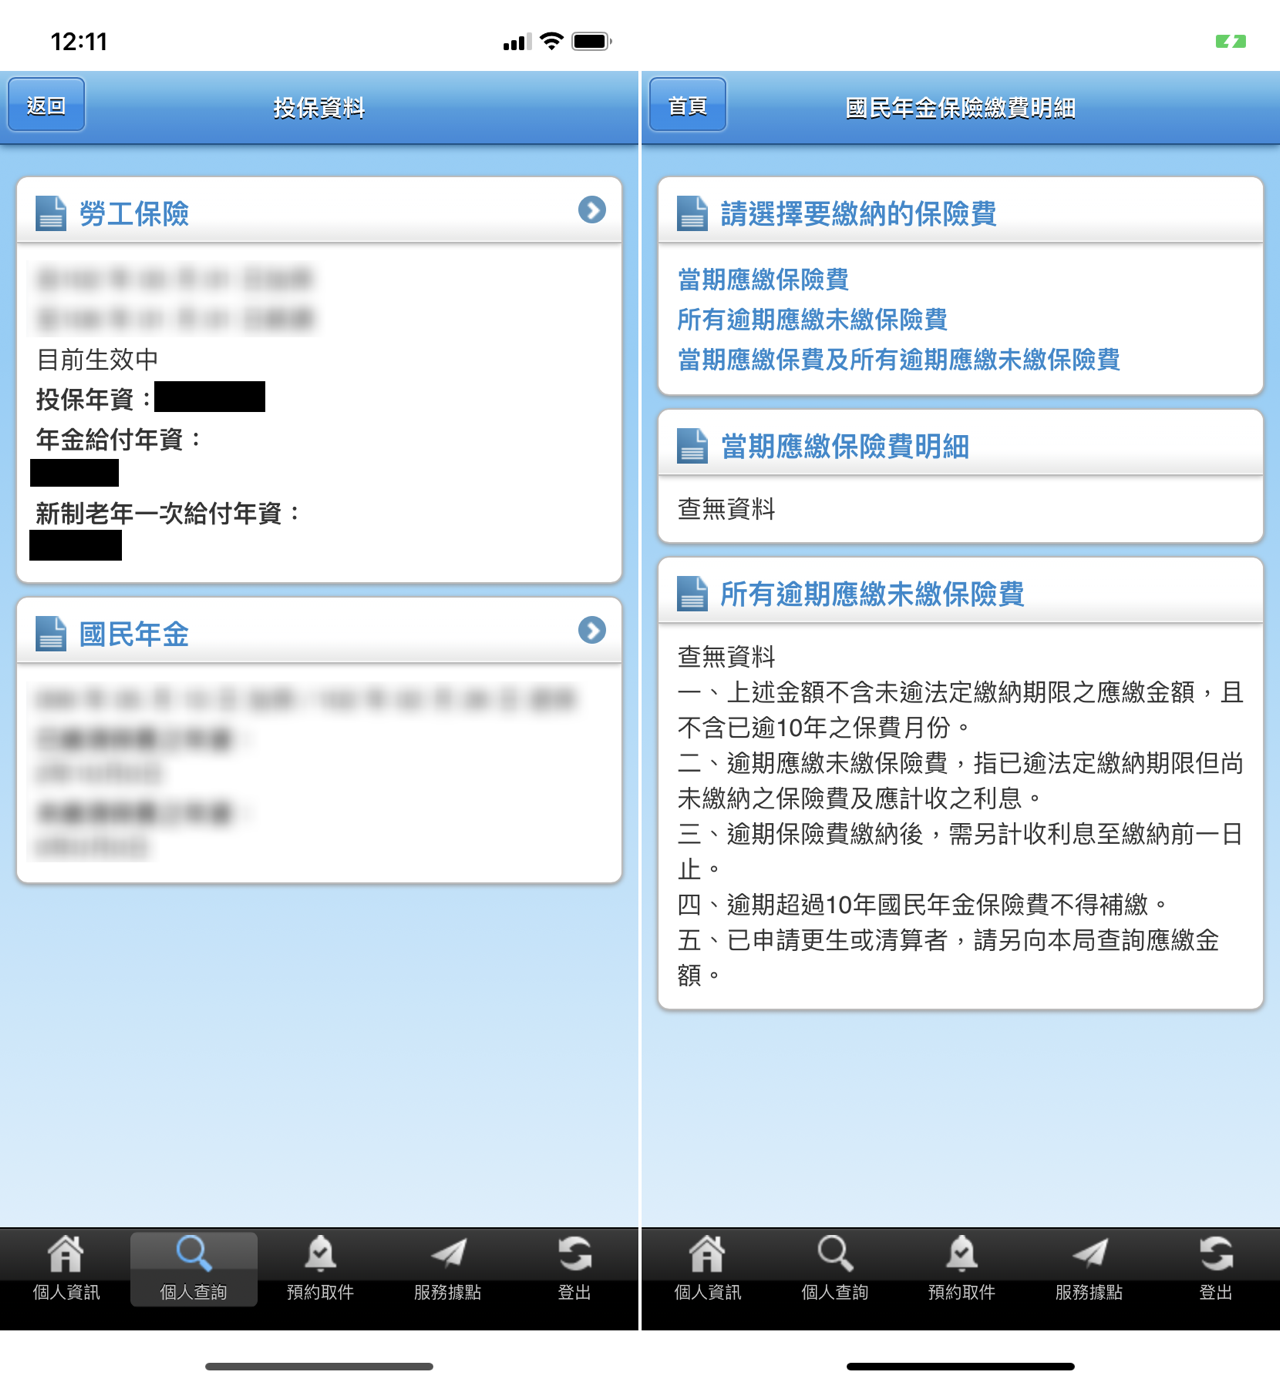 12:11
返回
投保資料
勞工保險
目前生效中
投保年資：
年金給付年資：
新制老年一次給付年資：
國民年金
個人資訊
個人查詢
預約取件
服務據點
登出
首頁
國民年金保險繳費明細
請選擇要繳納的保險費
當期應繳保險費
所有逾期應繳未繳保險費
當期應繳保費及所有逾期應繳未繳保險費
當期應繳保險費明細
查無資料
所有逾期應繳未繳保險費
查無資料
一、上述金額不含未逾法定繳納期限之應繳金額，且
不含已逾10年之保費月份。
二、逾期應繳未繳保險費，指已逾法定繳納期限但尚
未繳納之保險費及應計收之利息。
三、逾期保險費繳納後，需另計收利息至繳納前一日
止。
四、逾期超過10年國民年金保險費不得補繳。
五、已申請更生或清算者，請另向本局查詢應繳金
額。
個人資訊
個人查詢
預約取件
服務據點
登出